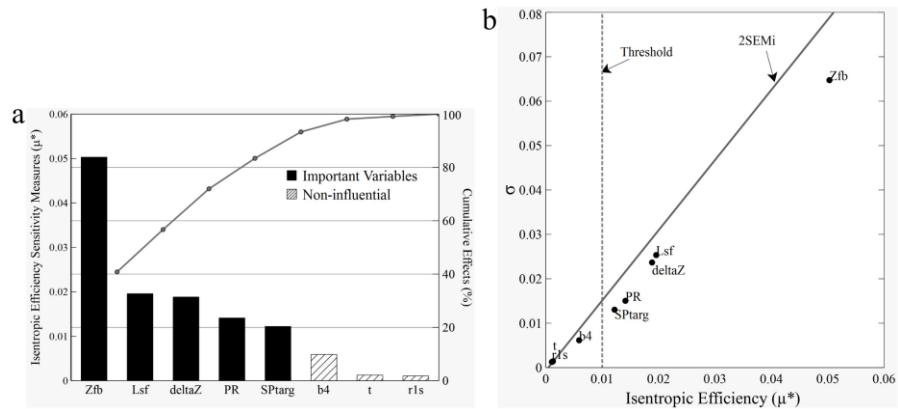 a
Isentropic Efficiency Sensitivity Measures (μ*)
0.06
0.05
0.04
0.03
0.02
0.01
0
100
80
60
40
20
0
Cumulative Effects (%)
Important Variables
Non-influential
Zfb Lsf deltaZ PR SPtarg b4 t r1s
b
σ
0.08
0.07
0.06
0.05
0.04
0.03
0.02
0.01
0
Threshold
2SEMi
Zfb
Lsf
deltaZ
PR
SPtarg
b4
t
r1s
0 0.01 0.02 0.03 0.04 0.05 0.06
Isentropic Efficiency (μ*)